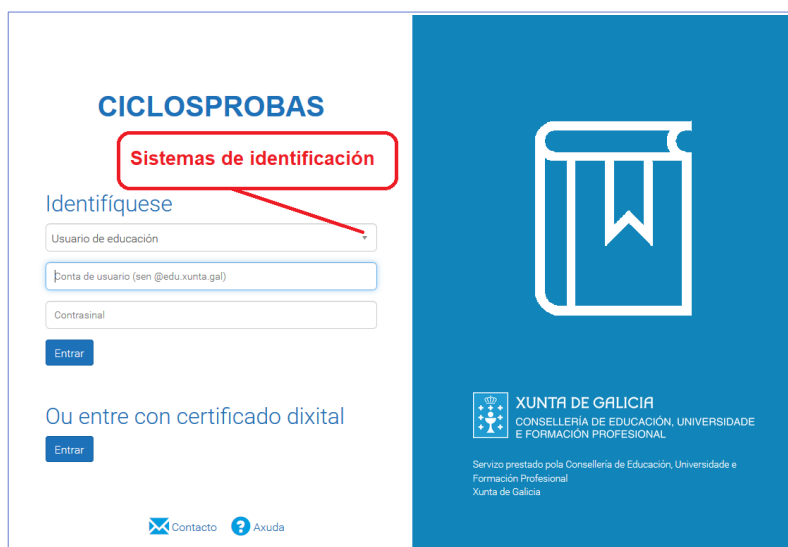 CICLOSPROBAS
Sistemas de identificación
Identifíquese
Usuario de educación
Conta de usuario (sen @edu.xunta.gal)
Contrasinal
Entrar
Ou entre con certificado dixital
Entrar
Contacto
Axuda
XUNTA DE GALICIA
CONSELLERÍA DE EDUCACIÓN, UNIVERSIDADE
E FORMACIÓN PROFESIONAL
Servizo prestado pola Consellería de Educación, Universidade e
Formación Profesional
Xunta de Galicia